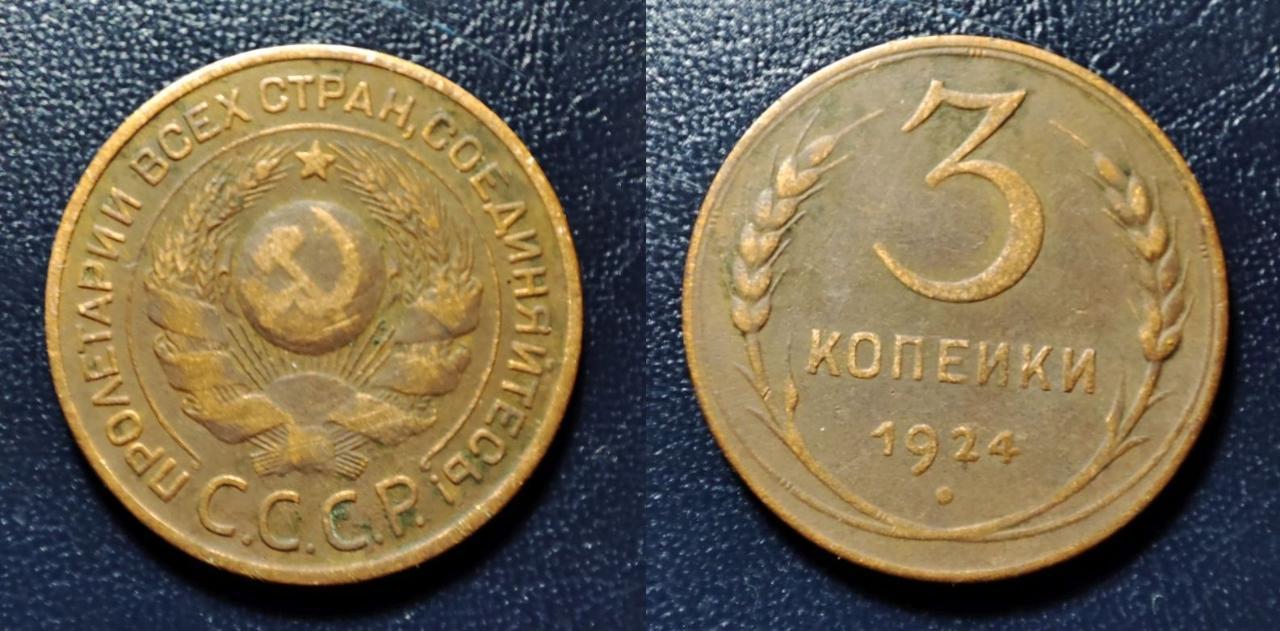 ПРОЛЕТАРИИ ВСЕХ СТРАН, СОЕДИНЯЙТЕСЬ!
С.С.С.Р.
3
КОПЕЙКИ
1924